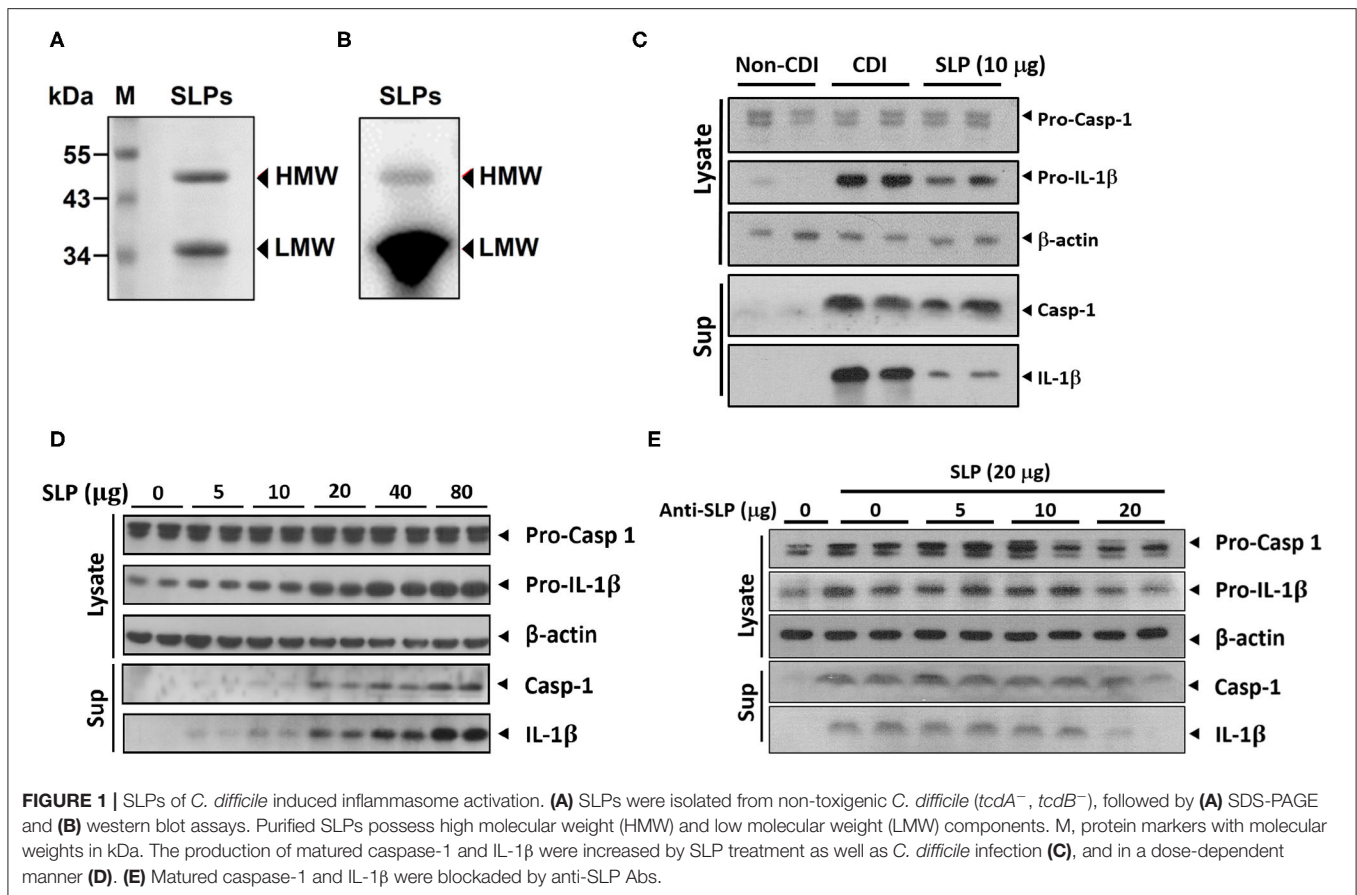 A
kDa M SLPs
55
43
34
HMW
LMW
B
SLPs
HMW
LMW
C
Non-CDI CDI SLP (10 μg)
Lysate
Pro-Casp-1
Pro-IL-1β
β-actin
Sup
Casp-1
IL-1β
D
SLP (μg) 0 5 10 20 40 80
Lysate
Pro-Casp 1
Pro-IL-1β
β-actin
Sup
Casp-1
IL-1β
E
SLP (20 μg)
Anti-SLP (μg) 0 0 5 10 20
Lysate
Pro-Casp 1
Pro-IL-1β
β-actin
Sup
Casp-1
IL-1β
FIGURE 1 | SLPs of C. difficile induced inflammasome activation. (A) SLPs were isolated from non-toxigenic C. difficile (tcdA⁻, tcdB⁻), followed by (A) SDS-PAGE
and (B) western blot assays. Purified SLPs possess high molecular weight (HMW) and low molecular weight (LMW) components. M, protein markers with molecular
weights in kDa. The production of matured caspase-1 and IL-1β were increased by SLP treatment as well as C. difficile infection (C), and in a dose-dependent
manner (D). (E) Matured caspase-1 and IL-1β were blockaded by anti-SLP Abs.